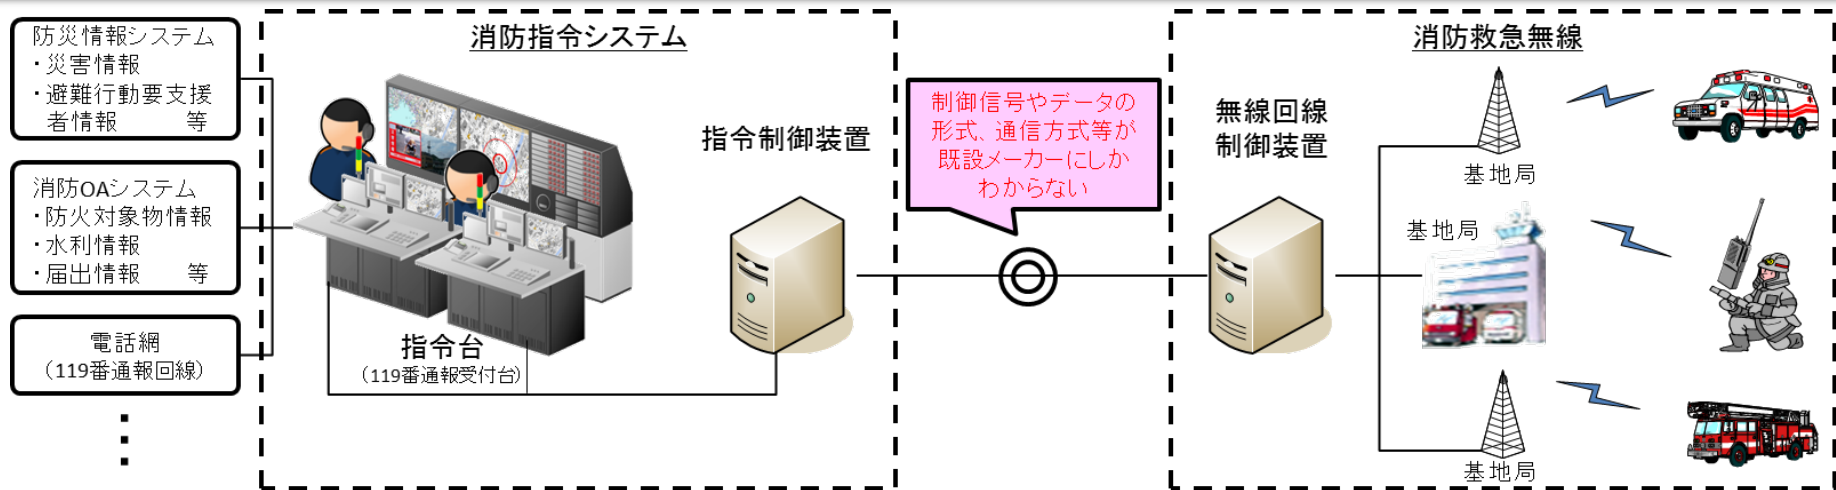 防災情報システム
・災害情報
・避難行動要支援
者情報 等
消防OAシステム
・防火対象物情報
・水利情報
・届出情報 等
電話網
（119番通報回線）
消防指令システム
指令制御装置
指令台
（119番通報受付台）
制御信号やデータの
形式、通信方式等が
既設メーカーにしか
わからない
消防救急無線
無線回線
制御装置
基地局
基地局
基地局